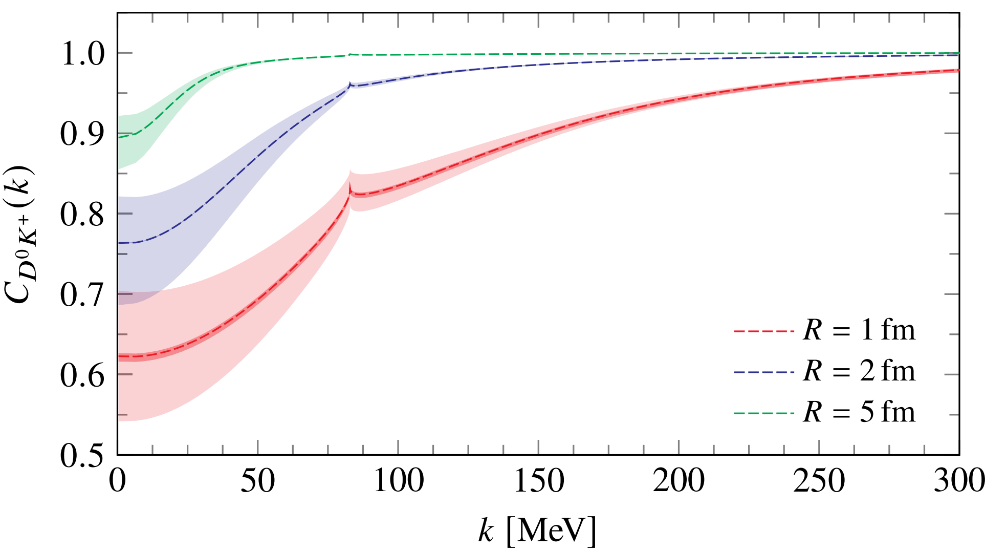 1.0
0.9
0.8
0.7
0.6
0.5
C_{D^0K^+}(k)
R = 1 fm
R = 2 fm
R = 5 fm
0 50 100 150 200 250 300
k [MeV]